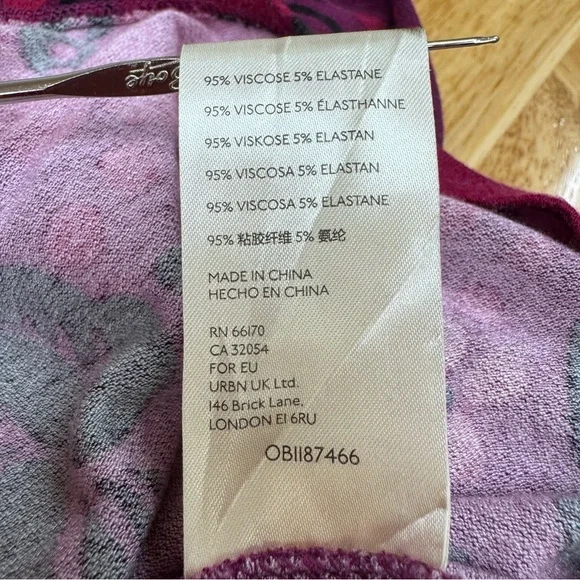 Boye
95% VISCOSE 5% ELASTANE
95% VISCOSE 5% ÉLASTHANNE
95% VISKOSE 5% ELASTAN
95% VISCOSA 5% ELASTAN
95% VISCOSA 5% ELASTANE
95% 粘胶纤维 5% 氨纶
MADE IN CHINA
HECHO EN CHINA
RN 66170
CA 32054
FOR EU
URBN UK Ltd.
146 Brick Lane,
LONDON E1 6RU
OB1187466